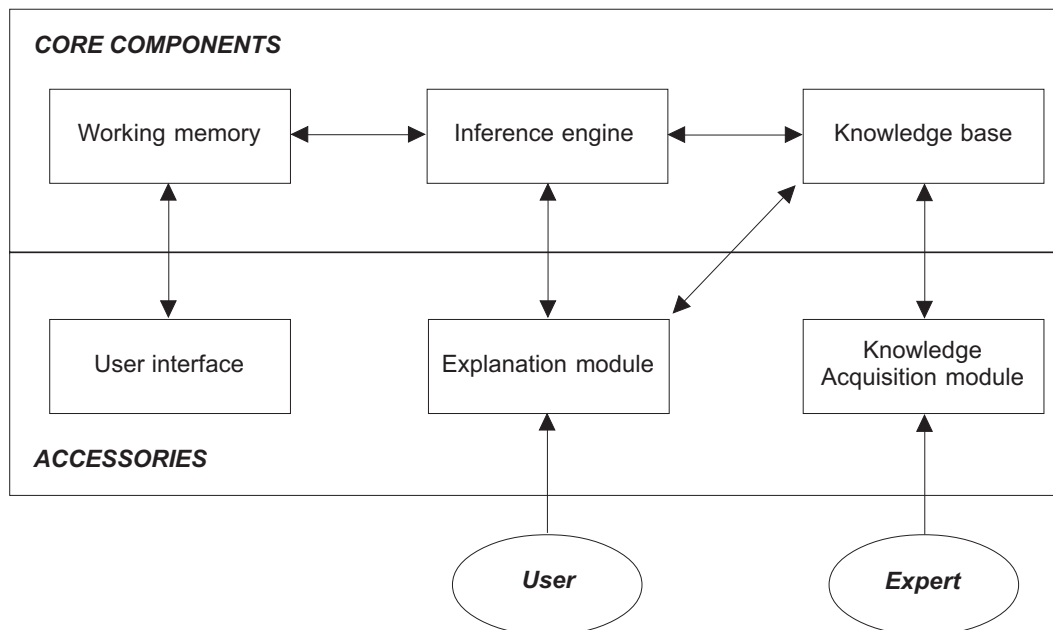 CORE COMPONENTS
Working memory
Inference engine
Knowledge base
User interface
Explanation module
Knowledge
Acquisition module
ACCESSORIES
User
Expert